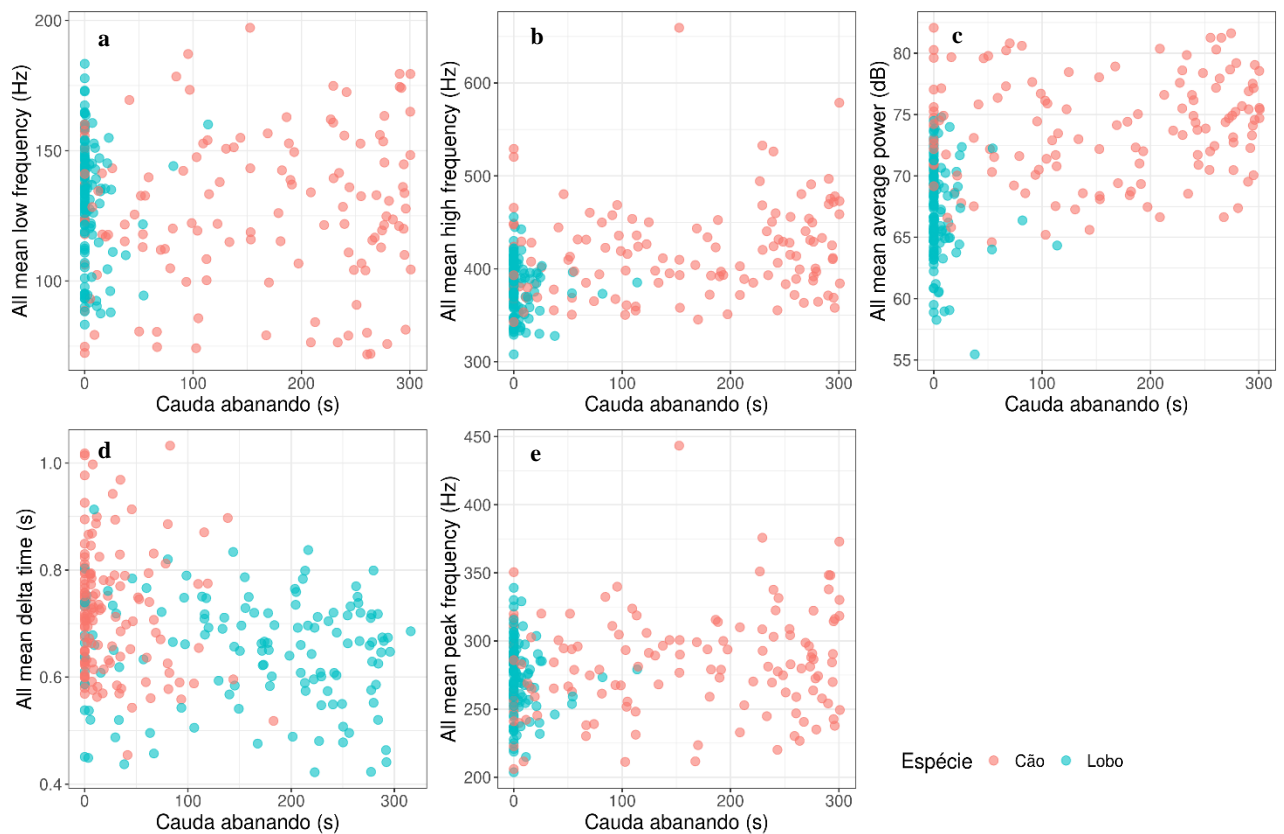 a
b
c
All mean low frequency (Hz)
200
150
100
0
100
200
300
Cauda abanando (s)
All mean high frequency (Hz)
600
500
400
300
0
100
200
300
Cauda abanando (s)
All mean average power (dB)
80
75
70
65
60
55
0
100
200
300
Cauda abanando (s)
d
e
All mean delta time (s)
1.0
0.8
0.6
0.4
0
100
200
300
Cauda abanando (s)
All mean peak frequency (Hz)
450
400
350
300
250
200
0
100
200
300
Cauda abanando (s)
Espécie Cão Lobo